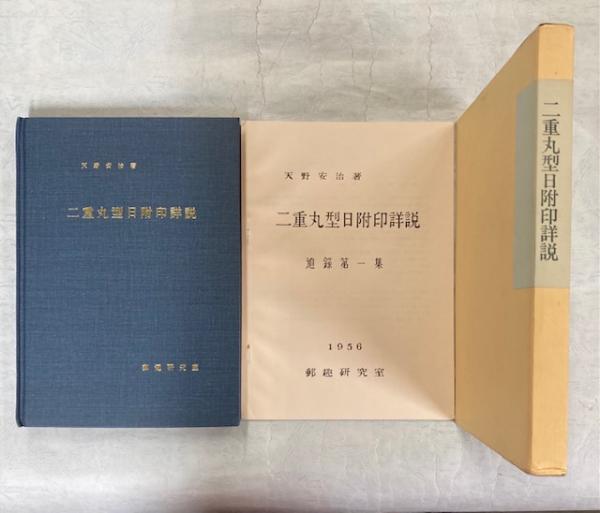 天野安治著
二重丸型日附印詳説
郵趣研究室
天野安治著
二重丸型日附印詳説
追録第一集
1956
郵趣研究室
二重丸型日附印詳説